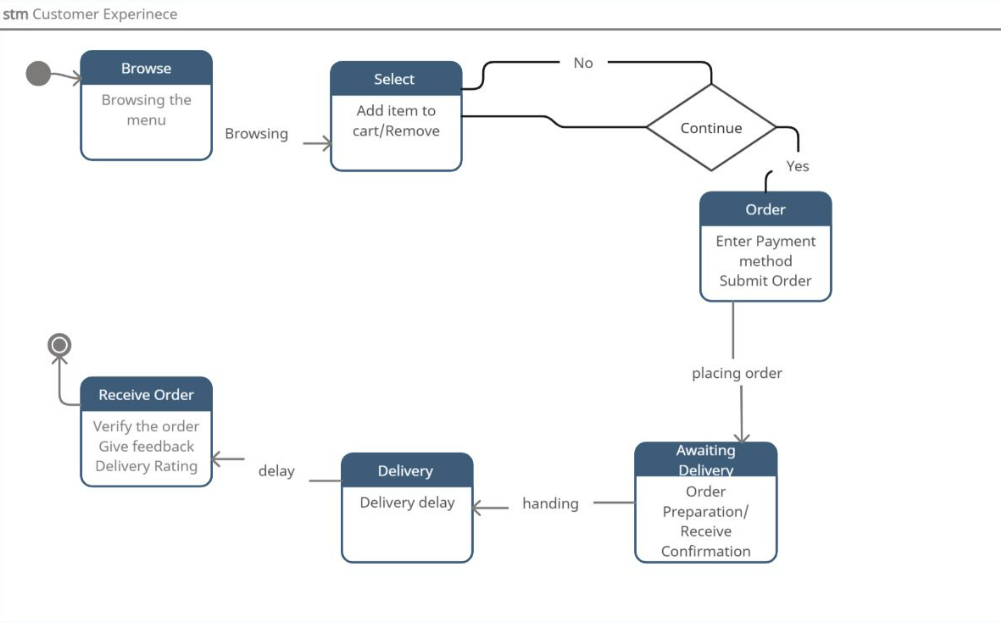 stm Customer Experinece
Browse
Browsing the
menu
Browsing
Select
Add item to
cart/Remove
No
Continue
Yes
Order
Enter Payment
method
Submit Order
placing order
Awaiting
Delivery
Order
Preparation/
Receive
Confirmation
handing
Delivery
Delivery delay
delay
Receive Order
Verify the order
Give feedback
Delivery Rating